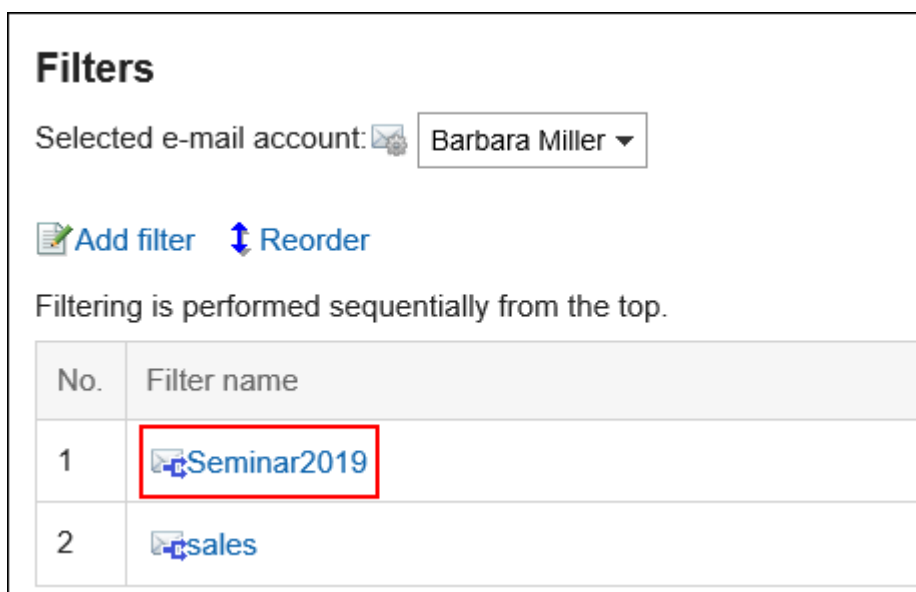 Filters
Selected e-mail account: Barbara Miller
Add filter Reorder
Filtering is performed sequentially from the top.
No. Filter name
1 Seminar2019
2 sales